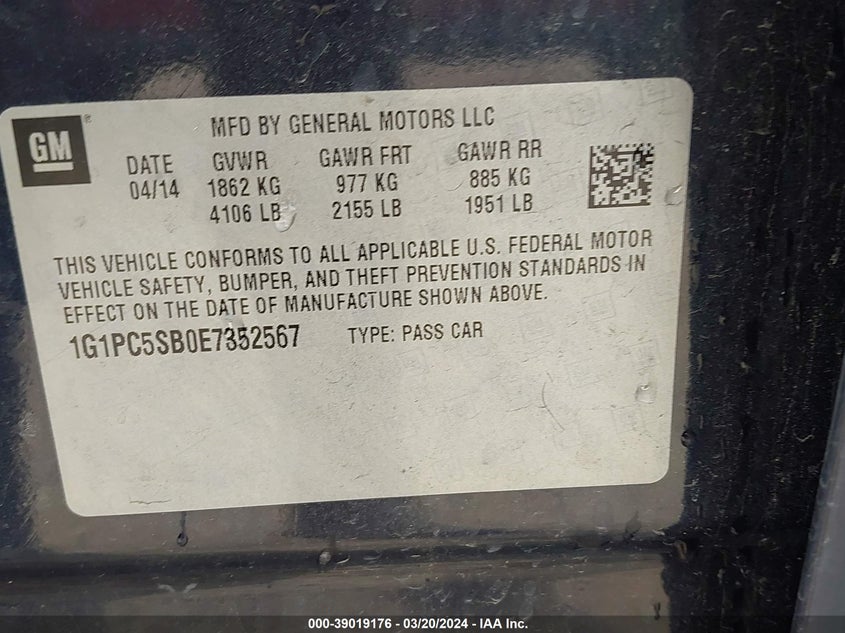 GM®
MFD BY GENERAL MOTORS LLC
DATE GVWR GAWR FRT GAWR RR
04/14 1862 KG 977 KG 885 KG
4106 LB 2155 LB 1951 LB
THIS VEHICLE CONFORMS TO ALL APPLICABLE U.S. FEDERAL MOTOR
VEHICLE SAFETY, BUMPER, AND THEFT PREVENTION STANDARDS IN
EFFECT ON THE DATE OF MANUFACTURE SHOWN ABOVE.
1G1PC5SB0E7352567 TYPE: PASS CAR
000-39019176 - 03/20/2024 - IAA Inc.